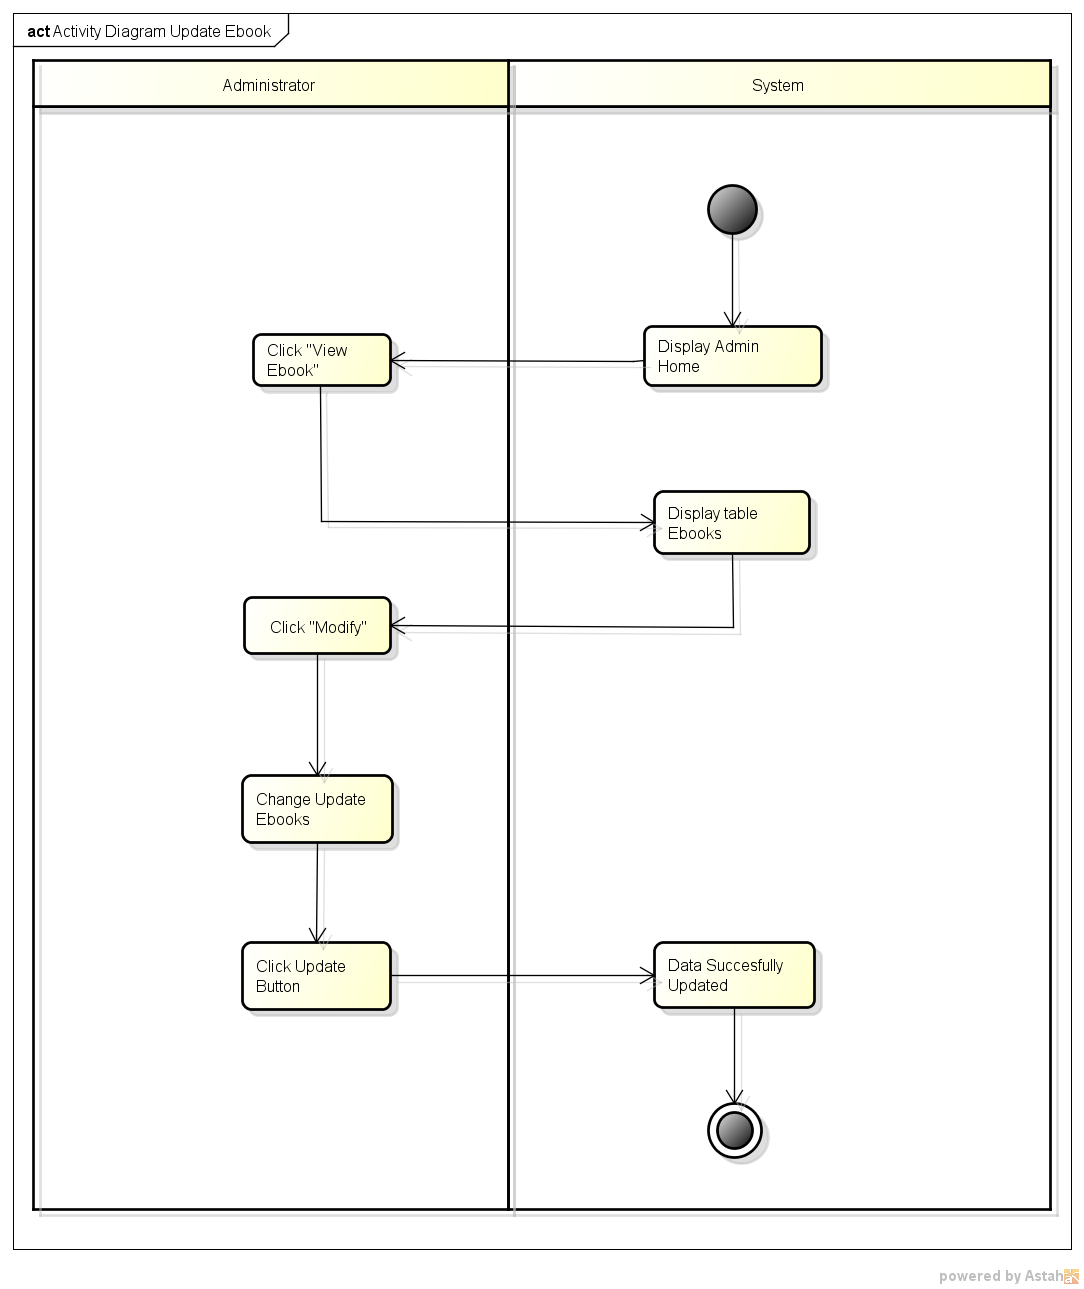 act Activity Diagram Update Ebook
Administrator
System
Display Admin
Home
Click "View
Ebook"
Display table
Ebooks
Click "Modify"
Change Update
Ebooks
Click Update
Button
Data Succesfully
Updated
powered by Astah